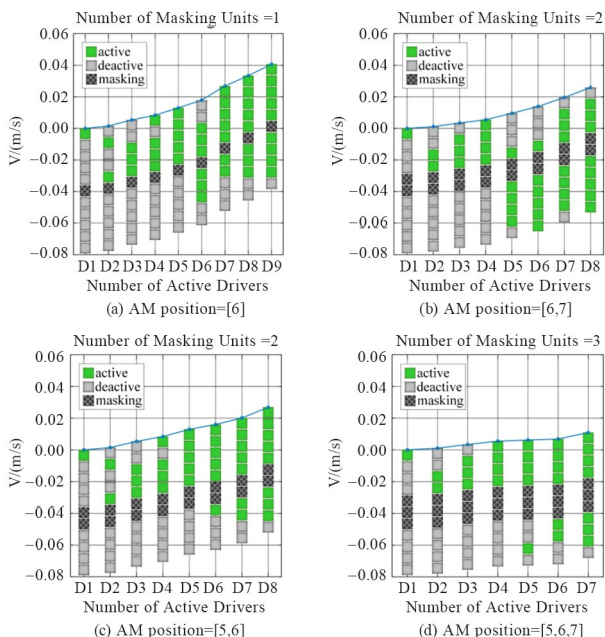 Number of Masking Units =1
0.06
0.04
0.02
0.00
−0.02
−0.04
−0.06
−0.08
V/(m/s)
active
deactive
masking
D1 D2 D3 D4 D5 D6 D7 D8 D9
Number of Active Drivers
(a) AM position=[6]
Number of Masking Units =2
0.06
0.04
0.02
0.00
−0.02
−0.04
−0.06
−0.08
V/(m/s)
active
deactive
masking
D1 D2 D3 D4 D5 D6 D7 D8
Number of Active Drivers
(b) AM position=[6,7]
Number of Masking Units =2
0.06
0.04
0.02
0.00
−0.02
−0.04
−0.06
−0.08
V/(m/s)
active
deactive
masking
D1 D2 D3 D4 D5 D6 D7 D8
Number of Active Drivers
(c) AM position=[5,6]
Number of Masking Units =3
0.06
0.04
0.02
0.00
−0.02
−0.04
−0.06
−0.08
V/(m/s)
active
deactive
masking
D1 D2 D3 D4 D5 D6 D7
Number of Active Drivers
(d) AM position=[5,6,7]